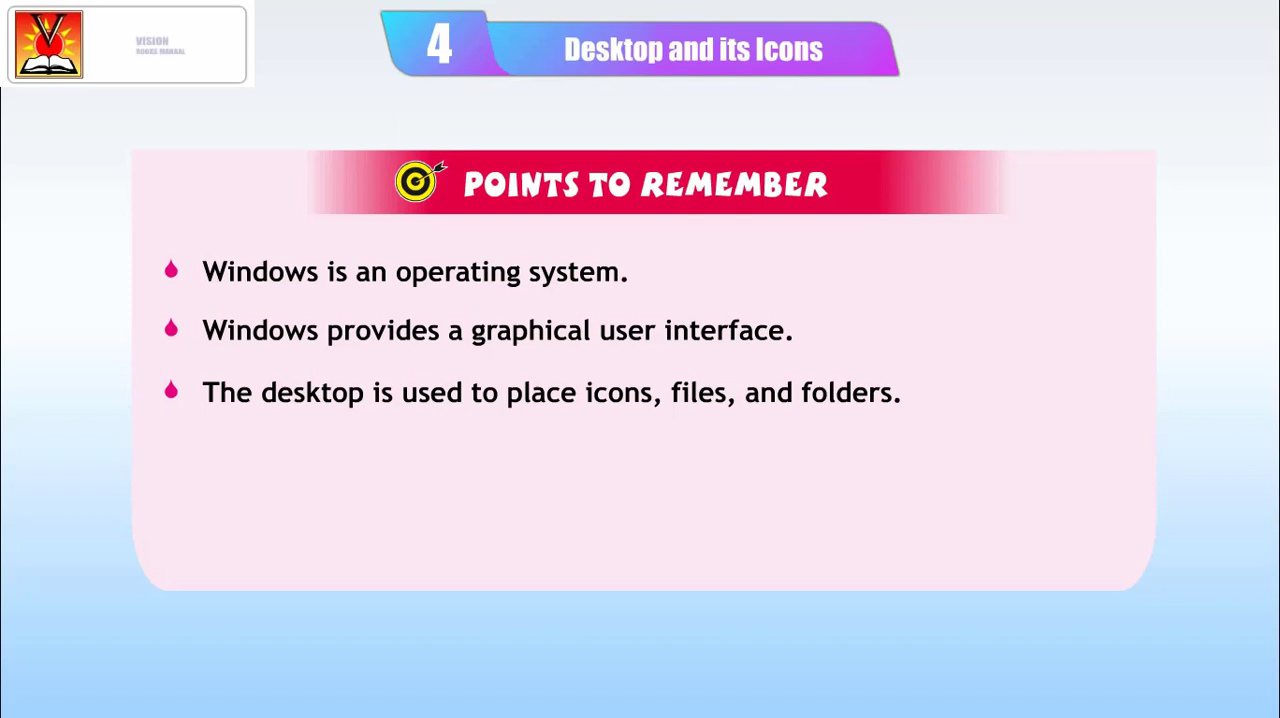 V
VISION
4
Desktop and its Icons
POINTS TO REMEMBER
Windows is an operating system.
Windows provides a graphical user interface.
The desktop is used to place icons, files, and folders.